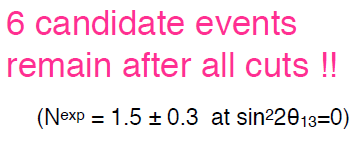 6 candidate events
remain after all cuts !!
(Nᵉˣᵖ = 1.5 ± 0.3 at sin²2θ₁₃=0)